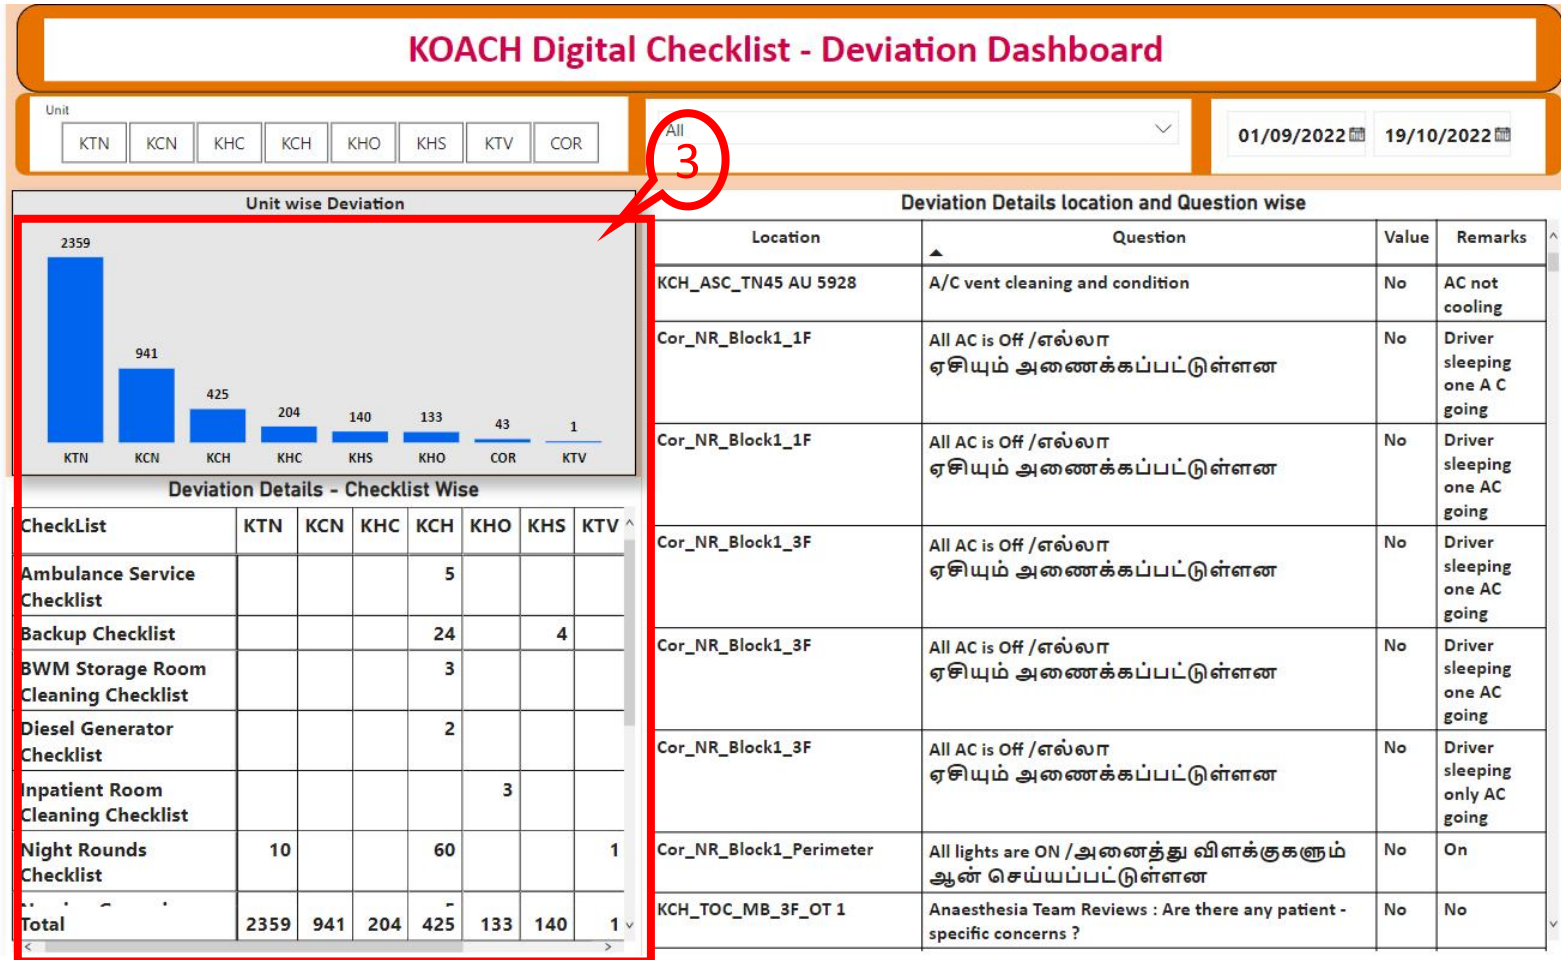 KOACH Digital Checklist - Deviation Dashboard
Unit
KTN KCN KHC KCH KHO KHS KTV COR
All
01/09/2022 19/10/2022
3
Unit wise Deviation
2359
941
425
204
140
133
43
1
KTN KCN KCH KHC KHS KHO COR KTV
Deviation Details - Checklist Wise
CheckList KTN KCN KHC KCH KHO KHS KTV
Ambulance Service 5
Checklist
Backup Checklist 24 4
BWM Storage Room 3
Cleaning Checklist
Diesel Generator 2
Checklist
Inpatient Room 3
Cleaning Checklist
Night Rounds 10 60 1
Checklist
Total 2359 941 204 425 133 140 1
Deviation Details location and Question wise
Location Question Value Remarks
KCH_ASC_TN45 AU 5928 A/C vent cleaning and condition No AC not
cooling
Cor_NR_Block1_1F All AC is Off /எல்லா No Driver
ஏசியும் அணைக்கப்பட்டுள்ளன sleeping
one A C
going
Cor_NR_Block1_1F All AC is Off /எல்லா No Driver
ஏசியும் அணைக்கப்பட்டுள்ளன sleeping
one AC
going
Cor_NR_Block1_3F All AC is Off /எல்லா No Driver
ஏசியும் அணைக்கப்பட்டுள்ளன sleeping
one AC
going
Cor_NR_Block1_3F All AC is Off /எல்லா No Driver
ஏசியும் அணைக்கப்பட்டுள்ளன sleeping
one AC
going
Cor_NR_Block1_3F All AC is Off /எல்லா No Driver
ஏசியும் அணைக்கப்பட்டுள்ளன sleeping
only AC
going
Cor_NR_Block1_Perimeter All lights are ON /அனைத்து விளக்குகளும் No On
ஆன் செய்யப்பட்டுள்ளன
KCH_TOC_MB_3F_OT 1 Anaesthesia Team Reviews : Are there any patient - No No
specific concerns ?